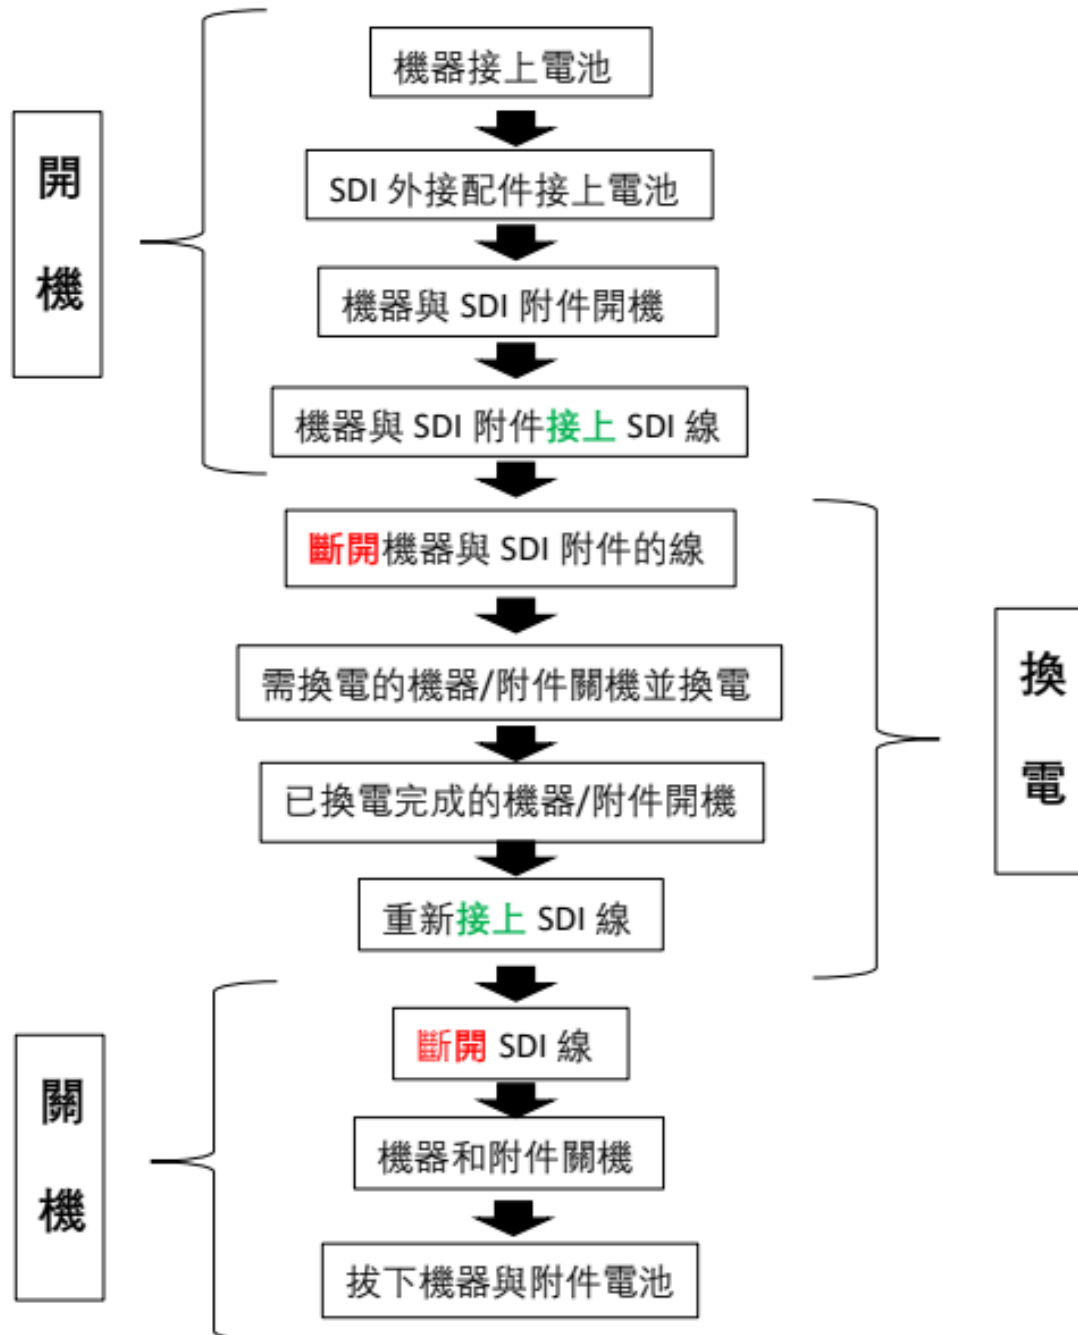 開機
機器接上電池
SDI 外接配件接上電池
機器與 SDI 附件開機
機器與 SDI 附件接上 SDI 線
換電
斷開機器與 SDI 附件的線
需換電的機器/附件關機並換電
已換電完成的機器/附件開機
重新接上 SDI 線
關機
斷開 SDI 線
機器和附件關機
拔下機器與附件電池